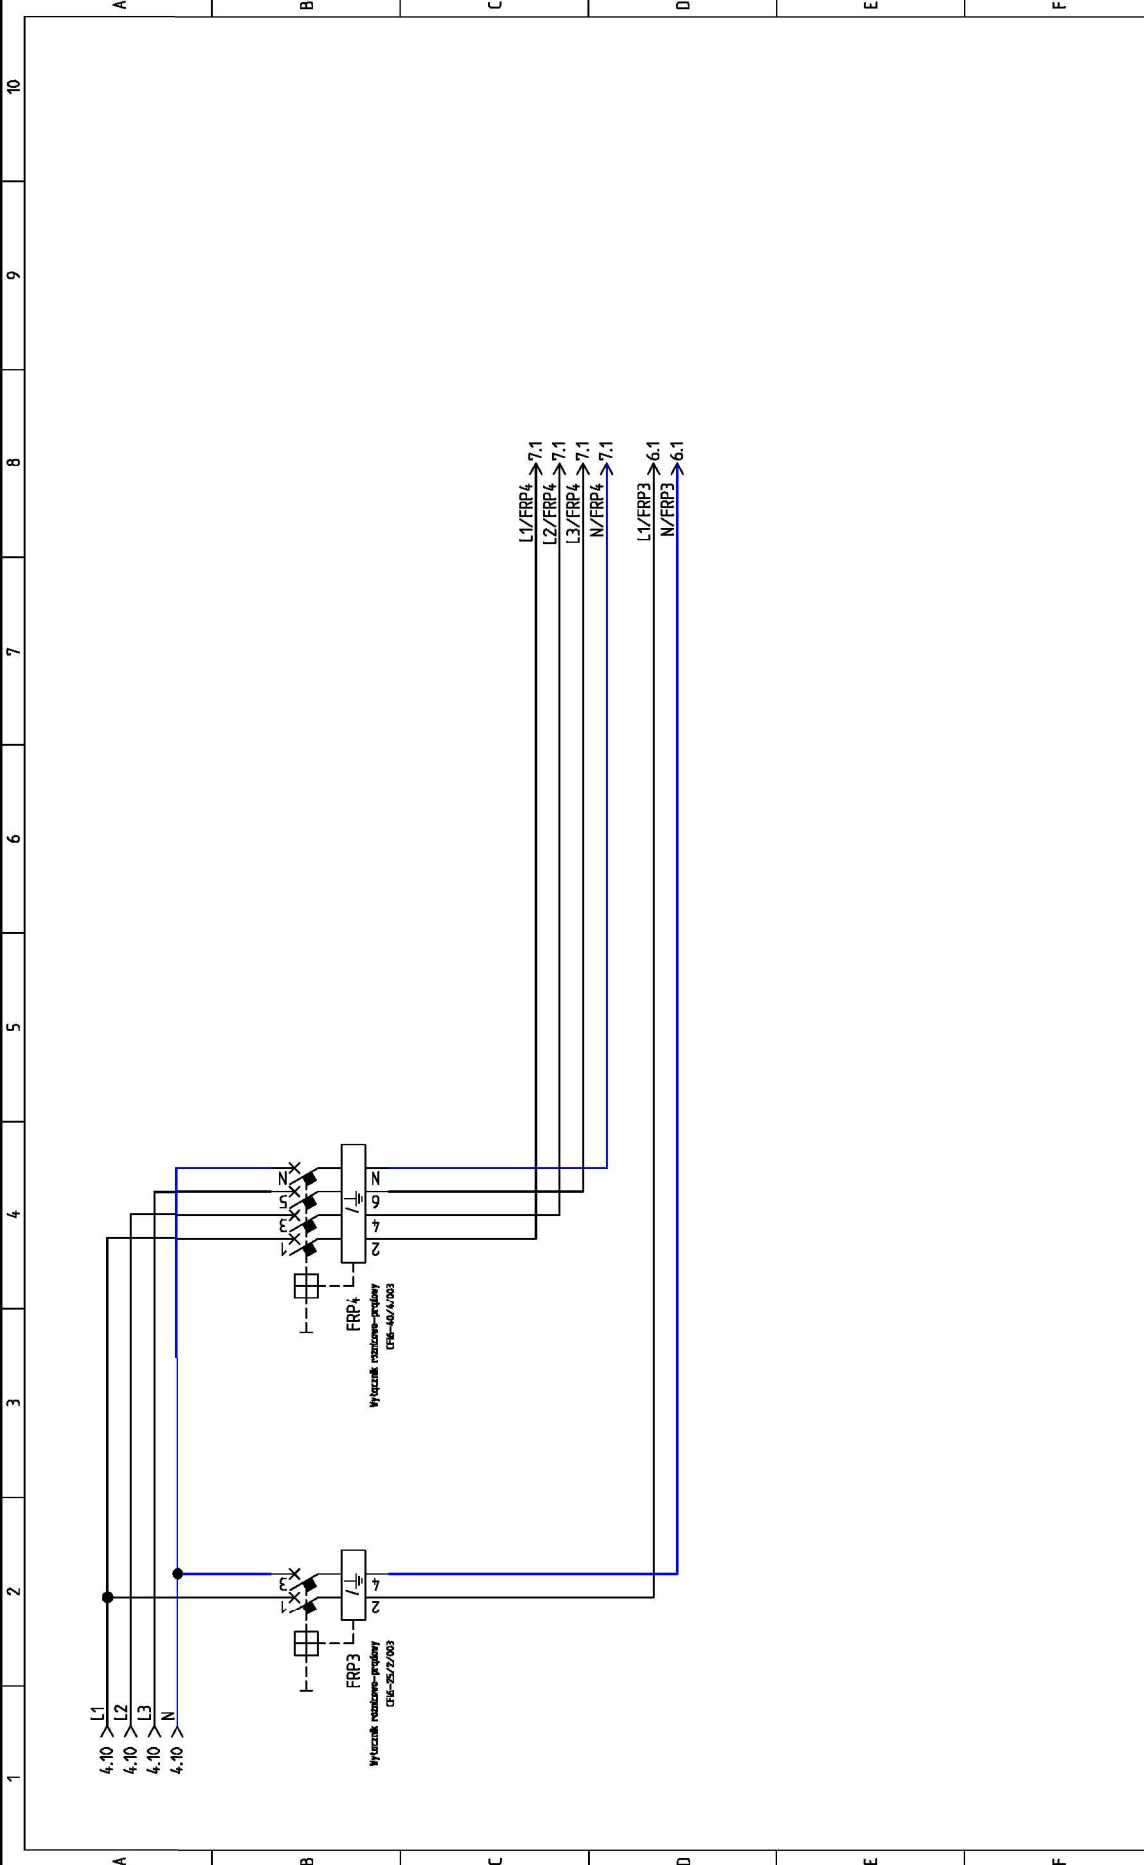 1 2 3 4 5 6 7 8 9 10
A A
B B
C C
D D
E E
F F
4.10 L1
4.10 L2
4.10 L3
4.10 N
1 3
2 4
FRP3
Wyłącznik róznicowo-prądowy
CFI6-25/2/003
1 3 5 N
2 4 6 N
FRP4
Wyłącznik róznicowo-prądowy
CFI6-40/4/003
L1/FRP4 7.1
L2/FRP4 7.1
L3/FRP4 7.1
N/FRP4 7.1
L1/FRP3 6.1
N/FRP3 6.1